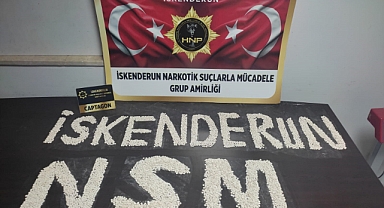 İSKENDERUN
HNP
İSKENDERUN NARKOTİK SUÇLARLA MÜCADELE
GRUP AMİRLİĞİ
CAPTAGON
İSKENDERUN
NSM